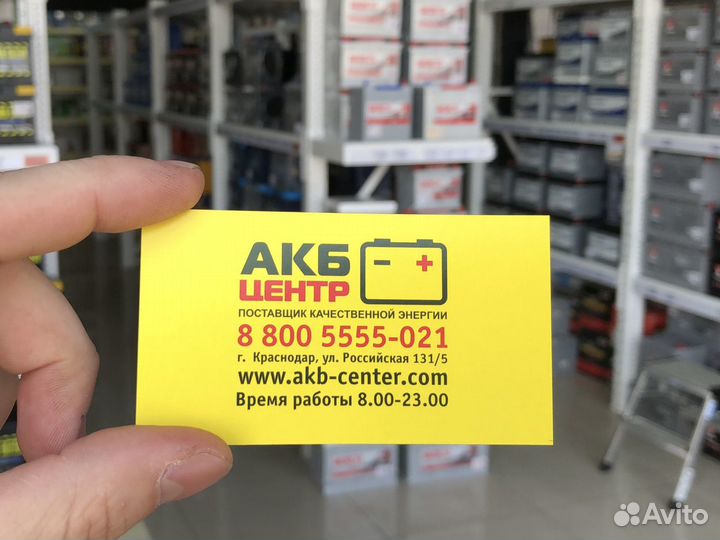 АКБ
ЦЕНТР
ПОСТАВЩИК КАЧЕСТВЕННОЙ ЭНЕРГИИ
8 800 5555-021
г. Краснодар, ул. Российская 131/5
www.akb-center.com
Время работы 8.00-23.00
Avito